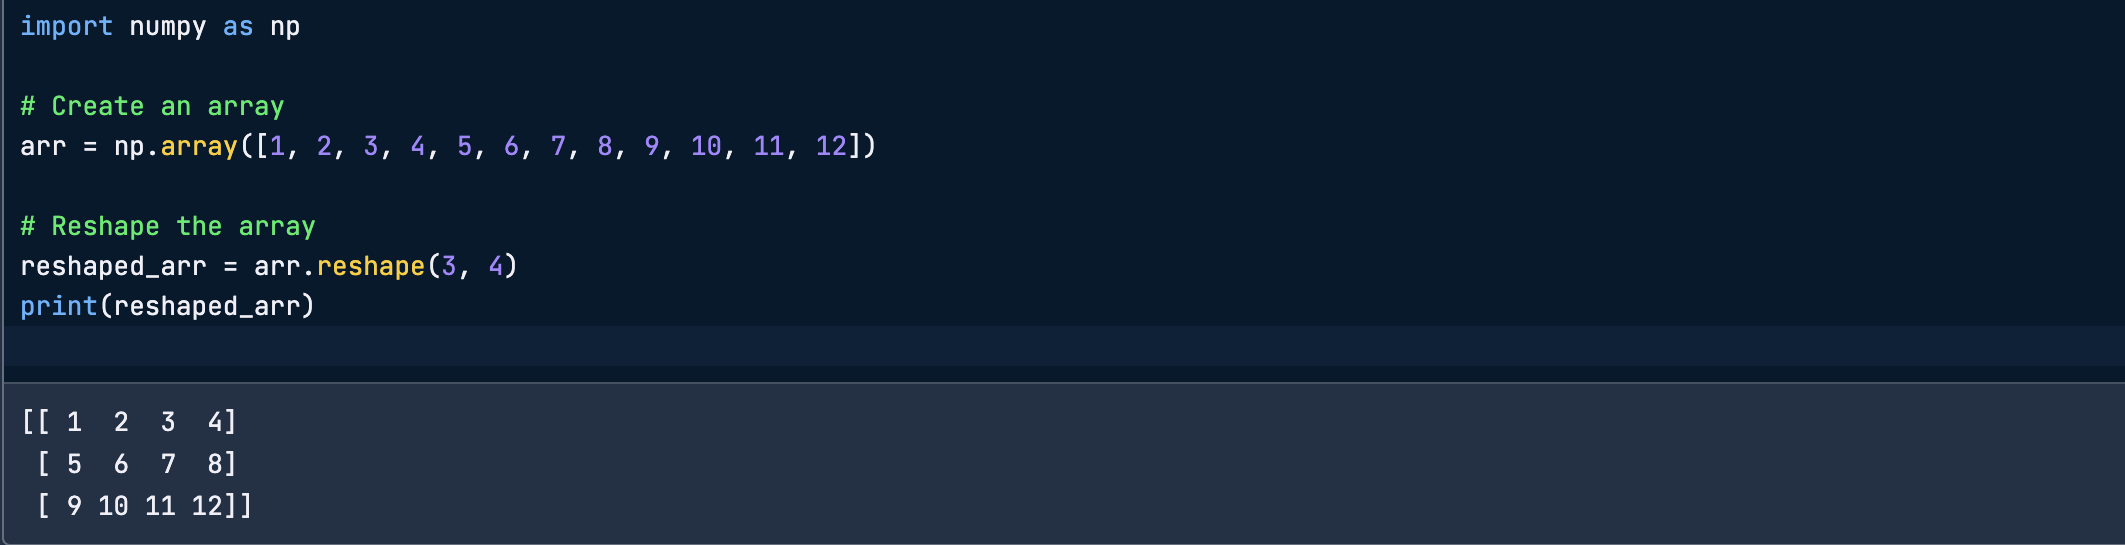 import numpy as np
# Create an array
arr = np.array([1, 2, 3, 4, 5, 6, 7, 8, 9, 10, 11, 12])
# Reshape the array
reshaped_arr = arr.reshape(3, 4)
print(reshaped_arr)
[[ 1  2  3  4]
 [ 5  6  7  8]
 [ 9 10 11 12]]